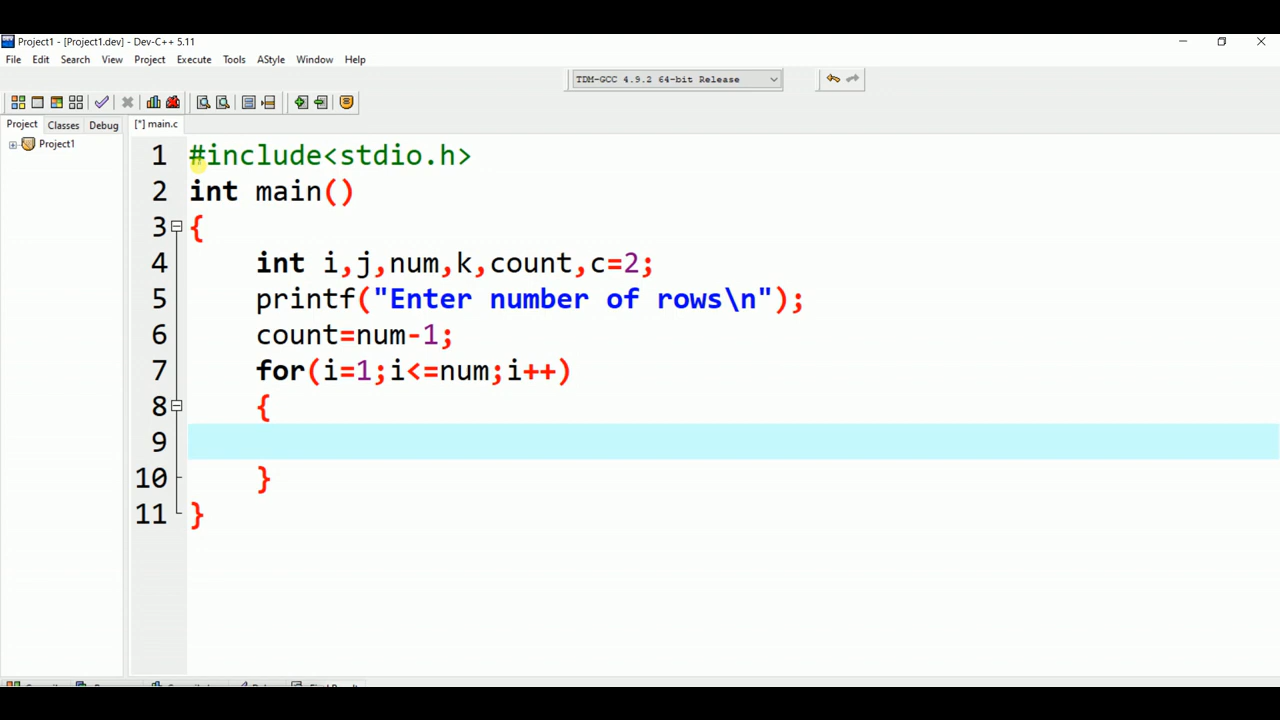 Project1 - [Project1.dev] - Dev-C++ 5.11
File Edit Search View Project Execute Tools AStyle Window Help
TDM-GCC 4.9.2 64-bit Release
Project Classes Debug [*] main.c
Project1
1 #include<stdio.h>
2 int main()
3 {
4 int i,j,num,k,count,c=2;
5 printf("Enter number of rows\n");
6 count=num-1;
7 for(i=1;i<=num;i++)
8 {
9
10 }
11 }